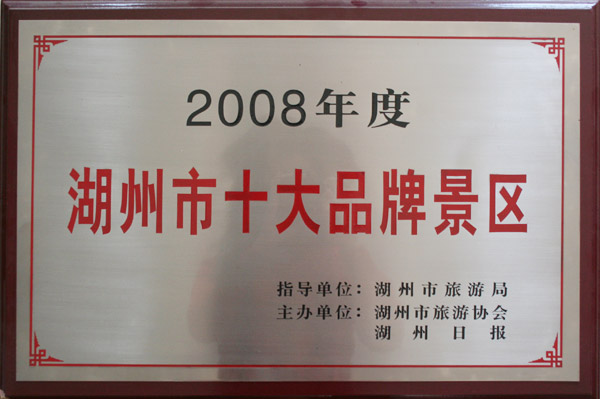 2008年度
湖州市十大品牌景区
指导单位：湖州市旅游局
主办单位：湖州市旅游协会
湖州日报